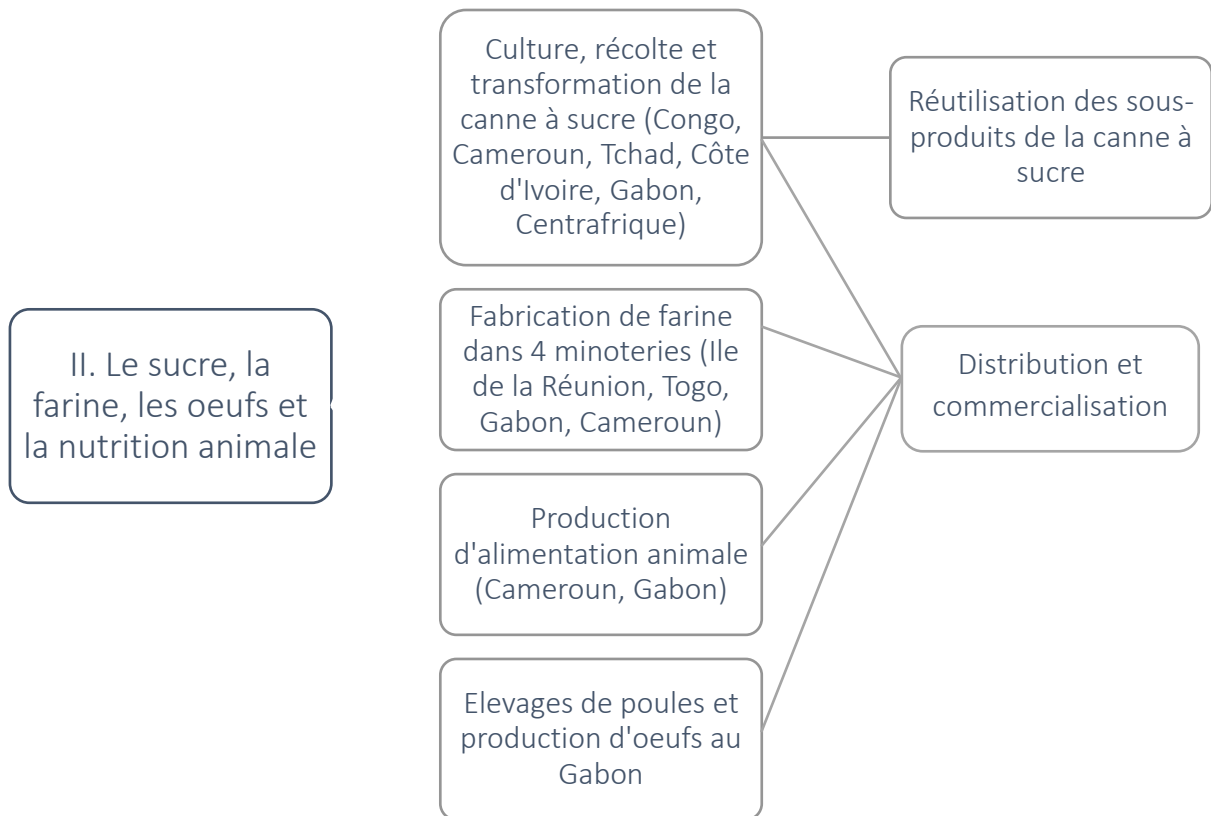 II. Le sucre, la
farine, les oeufs et
la nutrition animale
Culture, récolte et
transformation de la
canne à sucre (Congo,
Cameroun, Tchad, Côte
d'Ivoire, Gabon,
Centrafrique)
Réutilisation des sous-
produits de la canne à
sucre
Fabrication de farine
dans 4 minoteries (Ile
de la Réunion, Togo,
Gabon, Cameroun)
Distribution et
commercialisation
Production
d'alimentation animale
(Cameroun, Gabon)
Elevages de poules et
production d'oeufs au
Gabon